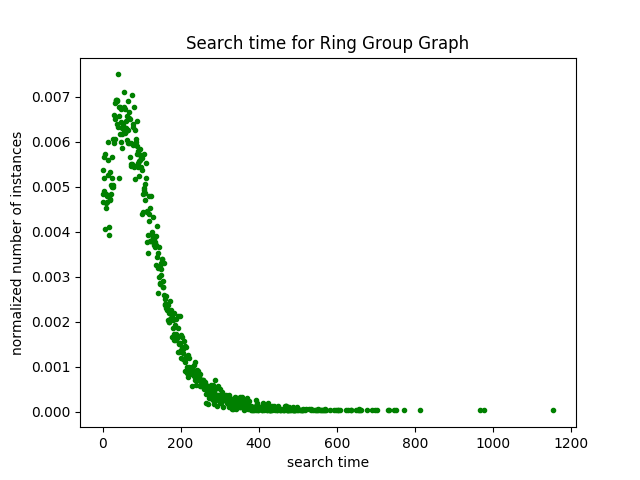 Search time for Ring Group Graph
normalized number of instances
0.007
0.006
0.005
0.004
0.003
0.002
0.001
0.000
0 200 400 600 800 1000 1200
search time